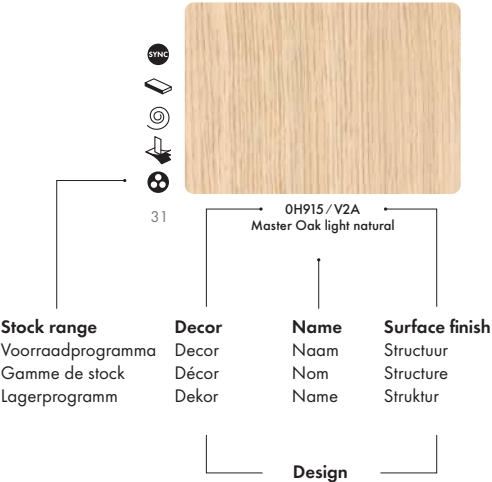 SYNC
31
0H915/V2A
Master Oak light natural
Stock range Decor Name Surface finish
Voorraadprogramma Decor Naam Structuur
Gamme de stock Décor Nom Structure
Lagerprogramm Dekor Name Struktur
Design